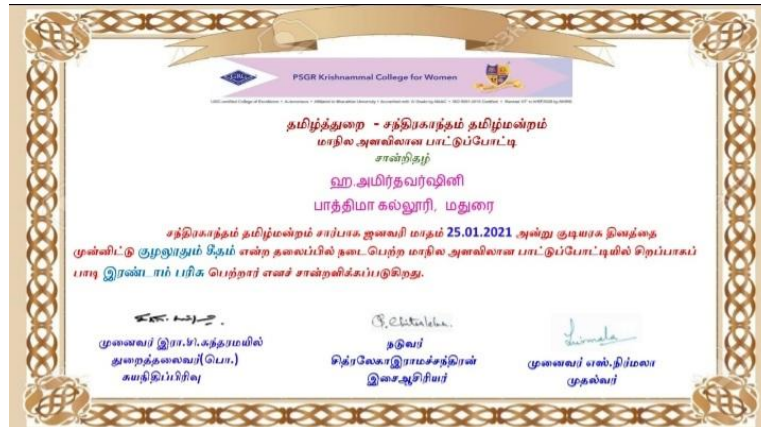 GRG
PSGR Krishnammal College for Women
தமிழ்த்துறை - சந்திரகாந்தம் தமிழ்மன்றம்
மாநில அளவிலான பாட்டுப்போட்டி
சான்றிதழ்
ஹ.அமிர்தவர்ஷினி
பாத்திமா கல்லூரி, மதுரை
சந்திரகாந்தம் தமிழ்மன்றம் சார்பாக ஜனவரி மாதம் 25.01.2021 அன்று குடியரசு தினத்தை
முன்னிட்டு குழலூதும் கீதம் என்ற தலைப்பில் நடைபெற்ற மாநில அளவிலான பாட்டுப்போட்டியில் சிறப்பாகப்
பாடி இரண்டாம் பரிசு பெற்றார் எனச் சான்றளிக்கப்படுகிறது.
முனைவர் இரா.சி.சுந்தரமயில்
துறைத்தலைவர்(பொ.)
சுயநிதிப்பிரிவு
நடுவர்
சித்ரலேகாஇராமச்சந்திரன்
இசைஆசிரியர்
Nirmala
முனைவர் எஸ்.நிர்மலா
முதல்வர்